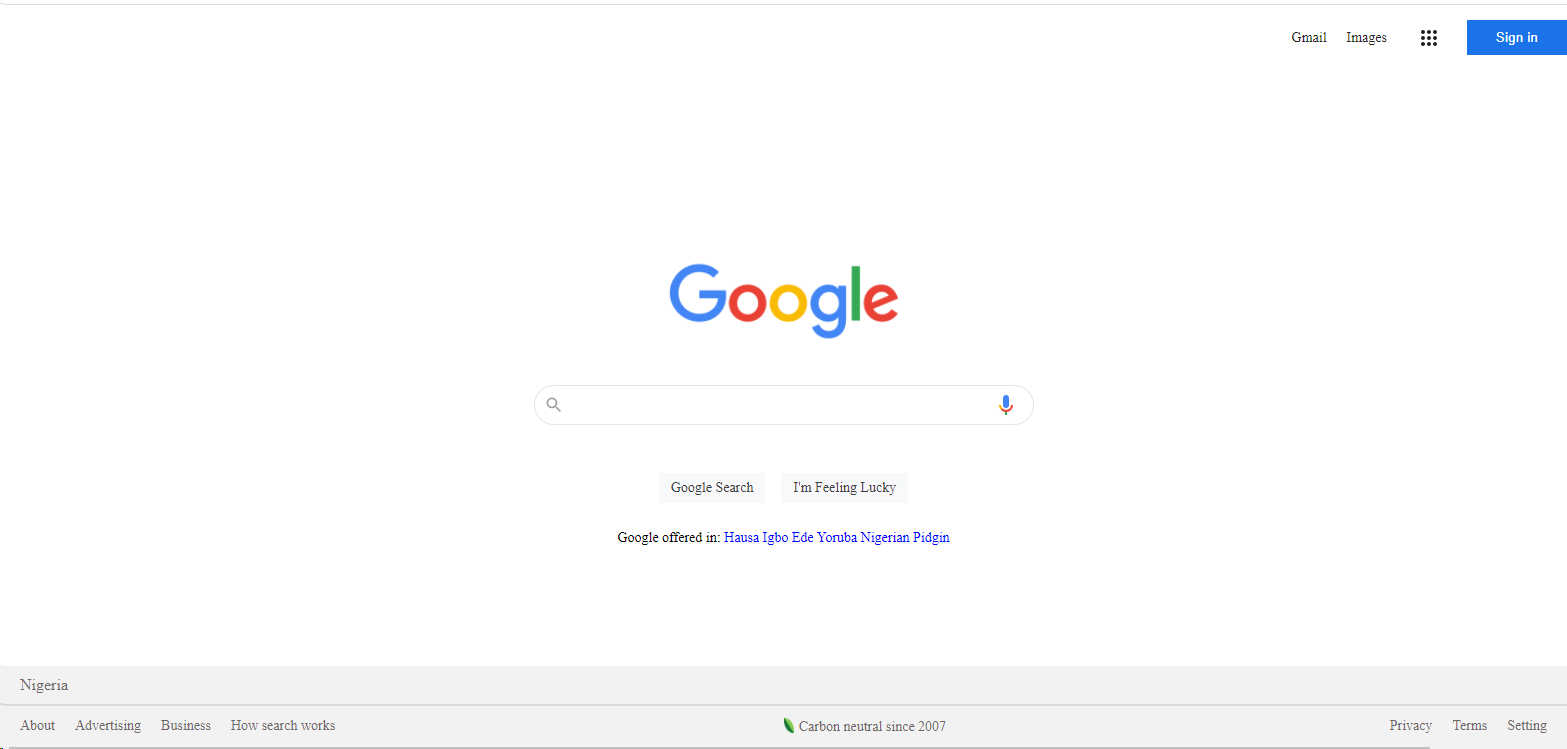 Gmail Images Sign in
Google
Google Search I'm Feeling Lucky
Google offered in: Hausa Igbo Ede Yoruba Nigerian Pidgin
Nigeria
About Advertising Business How search works Carbon neutral since 2007 Privacy Terms Setting